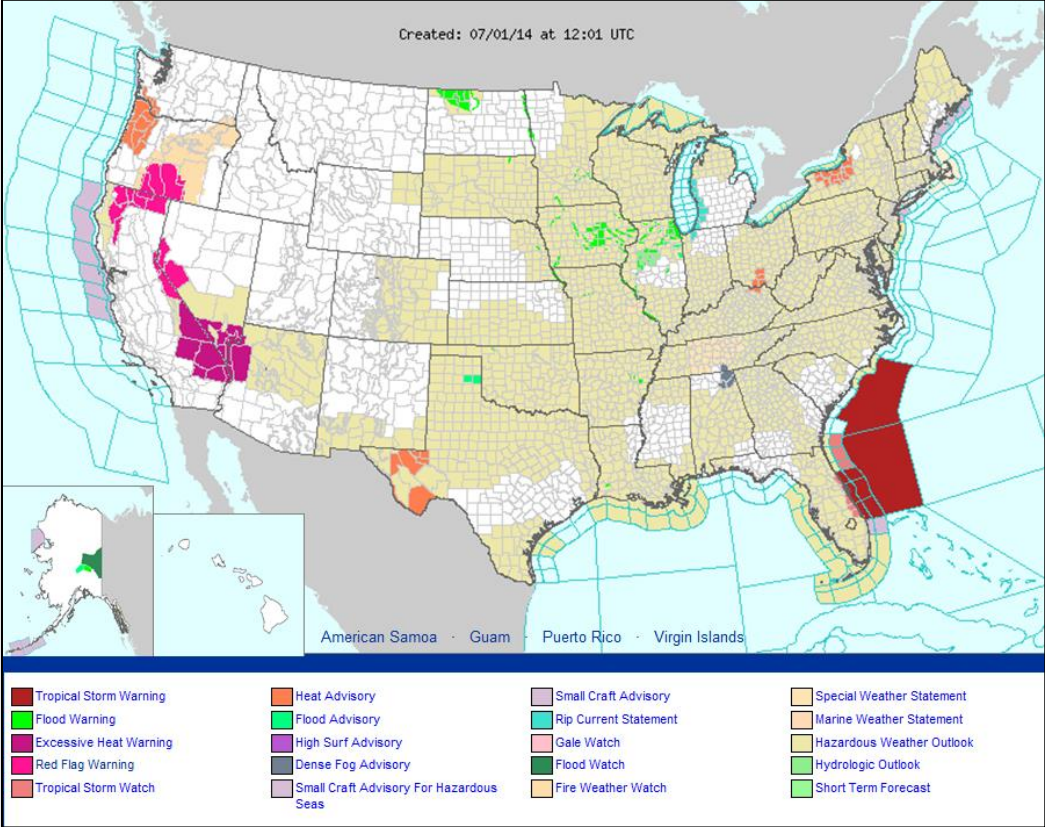 Created: 07/01/14 at 12:01 UTC
American Samoa · Guam · Puerto Rico · Virgin Islands
Tropical Storm Warning
Flood Warning
Excessive Heat Warning
Red Flag Warning
Tropical Storm Watch
Heat Advisory
Flood Advisory
High Surf Advisory
Dense Fog Advisory
Small Craft Advisory For Hazardous
Seas
Small Craft Advisory
Rip Current Statement
Gale Watch
Flood Watch
Fire Weather Watch
Special Weather Statement
Marine Weather Statement
Hazardous Weather Outlook
Hydrologic Outlook
Short Term Forecast